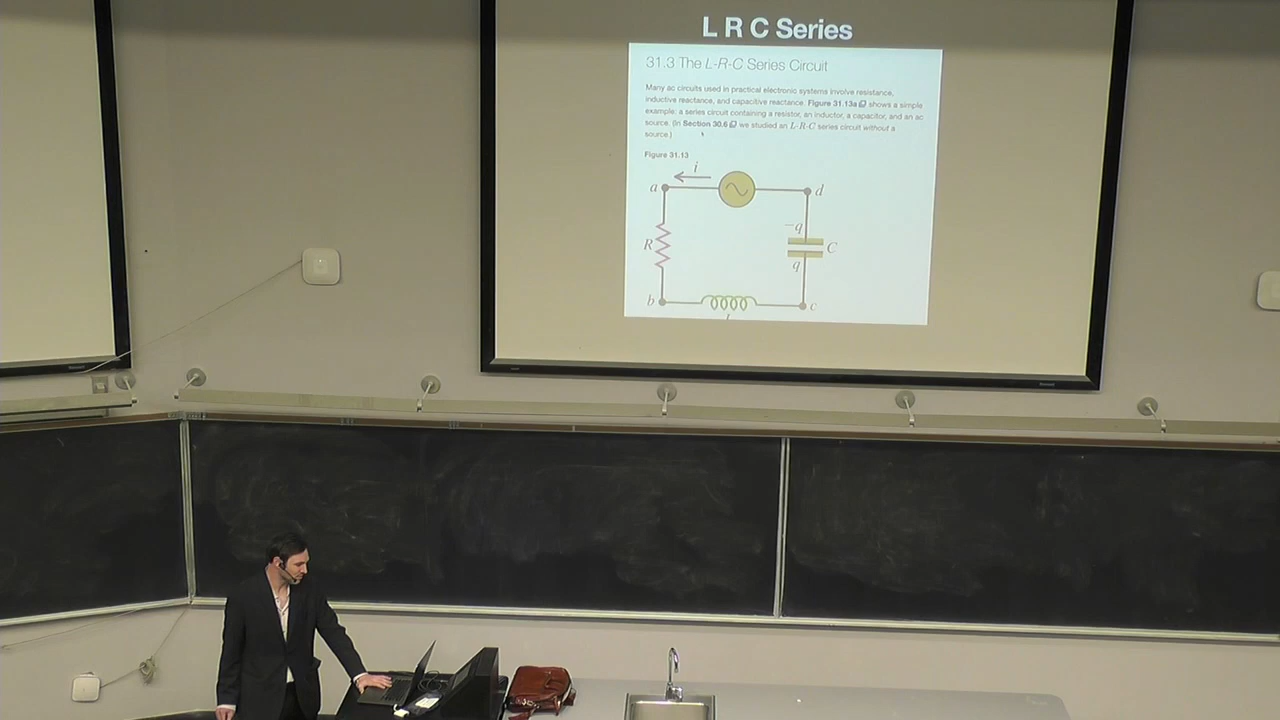 L R C Series
31.3 The L-R-C Series Circuit
Many ac circuits used in practical electronic systems involve resistance,
inductive reactance, and capacitive reactance. Figure 31.13a shows a simple
example: a series circuit containing a resistor, an inductor, a capacitor, and an ac
source. (In Section 30.6 we studied an L-R-C series circuit without a
source.)
Figure 31.13
i
a
d
-q
R
C
q
b
c